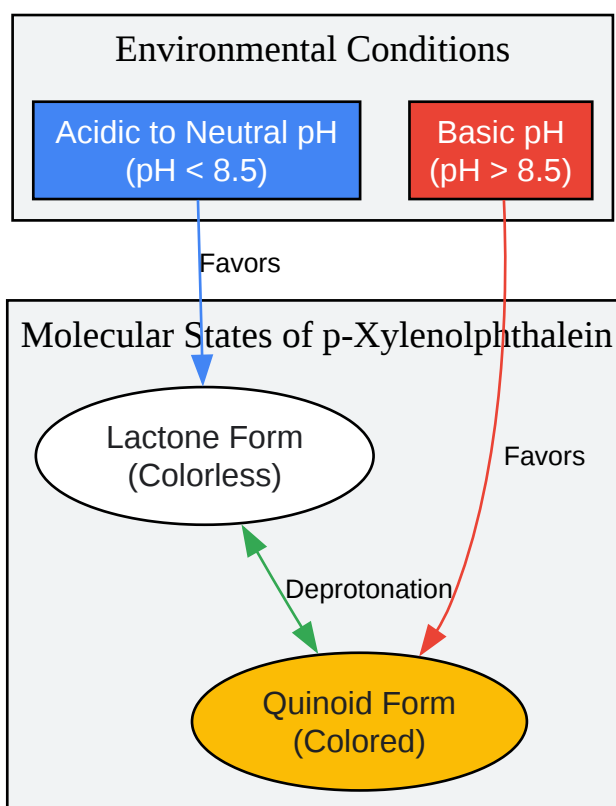 Environmental Conditions
Acidic to Neutral pH
(pH < 8.5)
Basic pH
(pH > 8.5)
Favors
Molecular States of p-Xylenolphthalein
Lactone Form
(Colorless)
Favors
Deprotonation
Quinoid Form
(Colored)